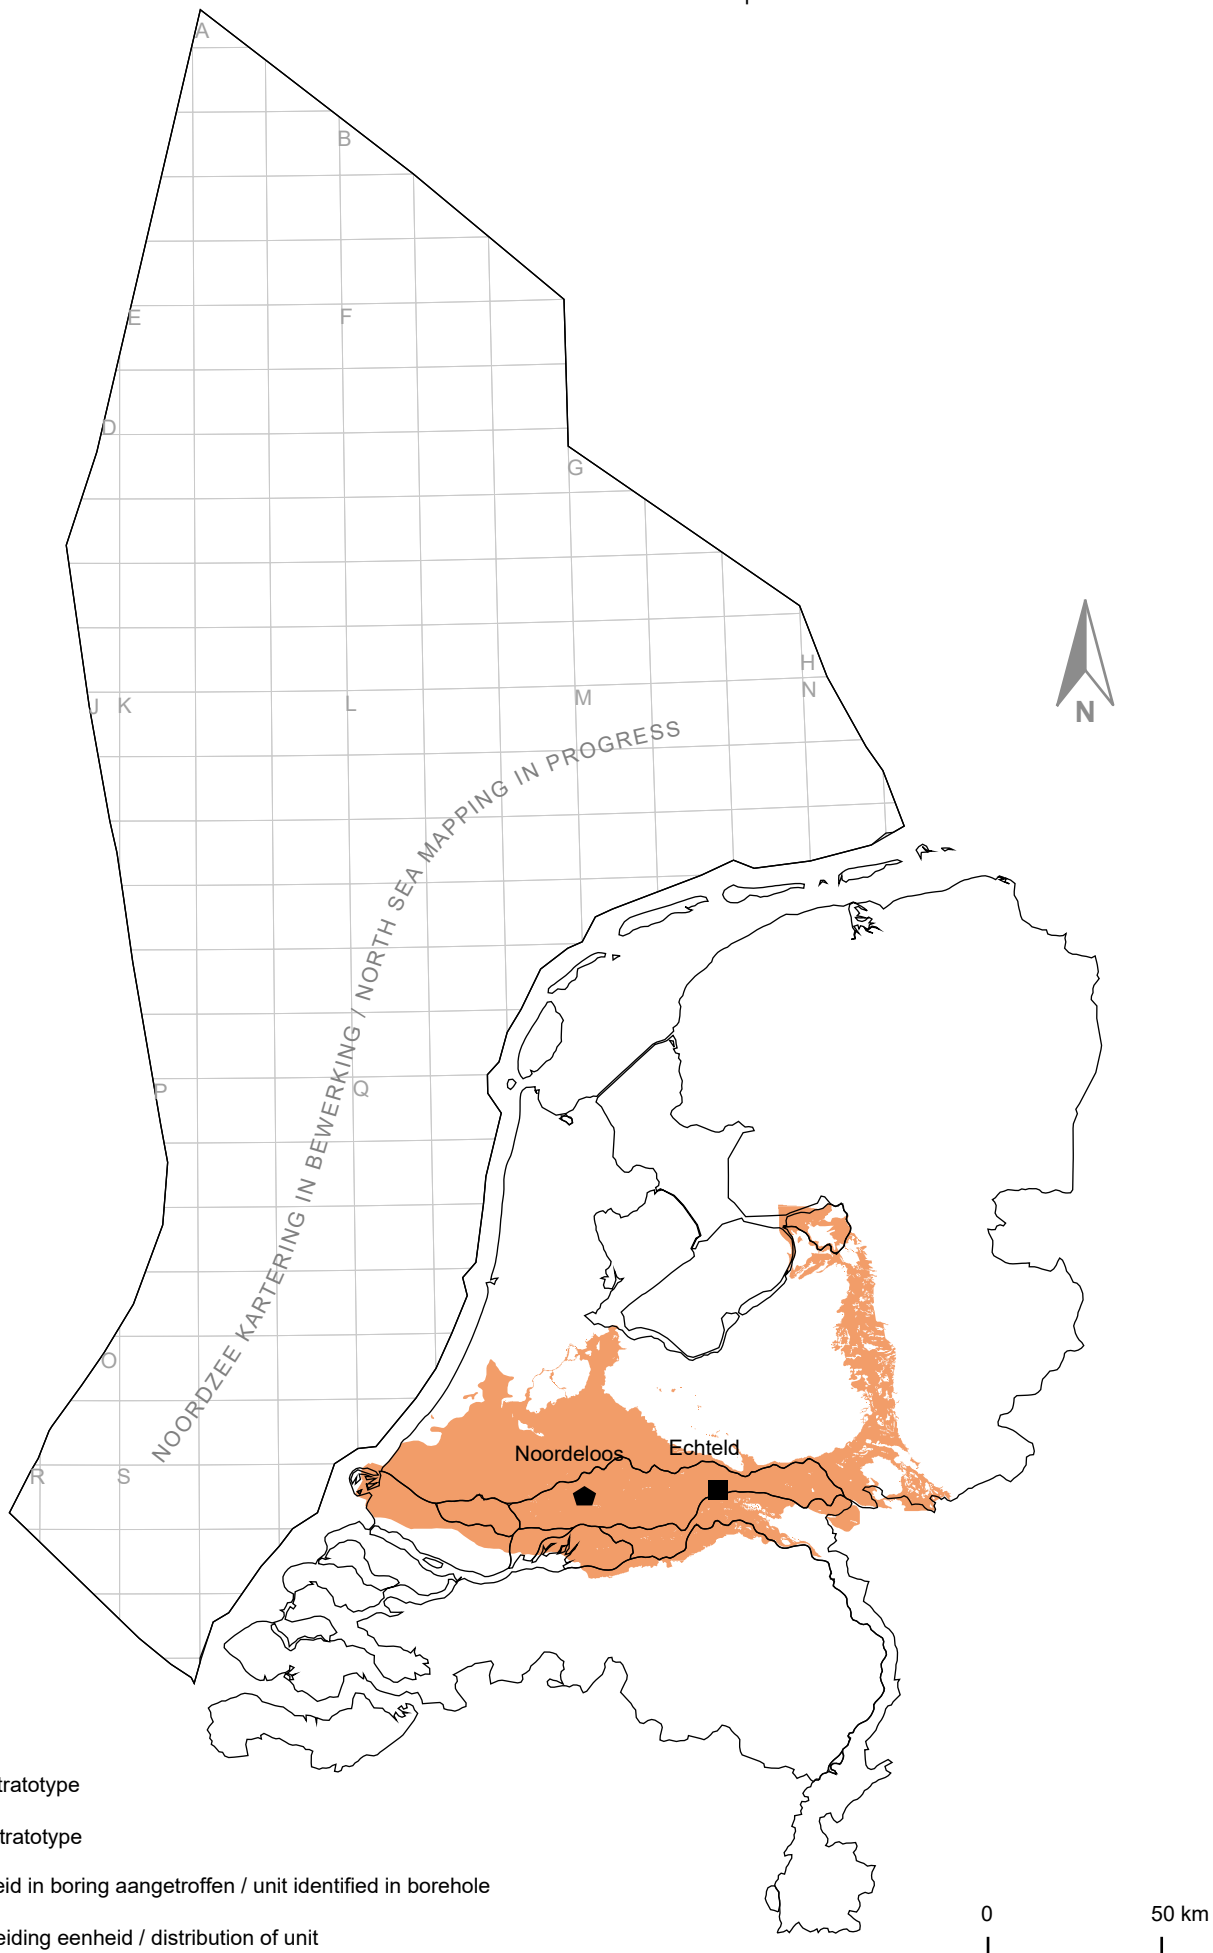 A
B
E
F
D
G
H
N
J K
L
M
N
NOORDZEE KARTERING IN BEWERKING / NORTH SEA MAPPING IN PROGRESS
P
Q
O
R
S
Noordeloos
Echteld
tratotype
tratotype
eid in boring aangetroffen / unit identified in borehole
eiding eenheid / distribution of unit
0
50 km